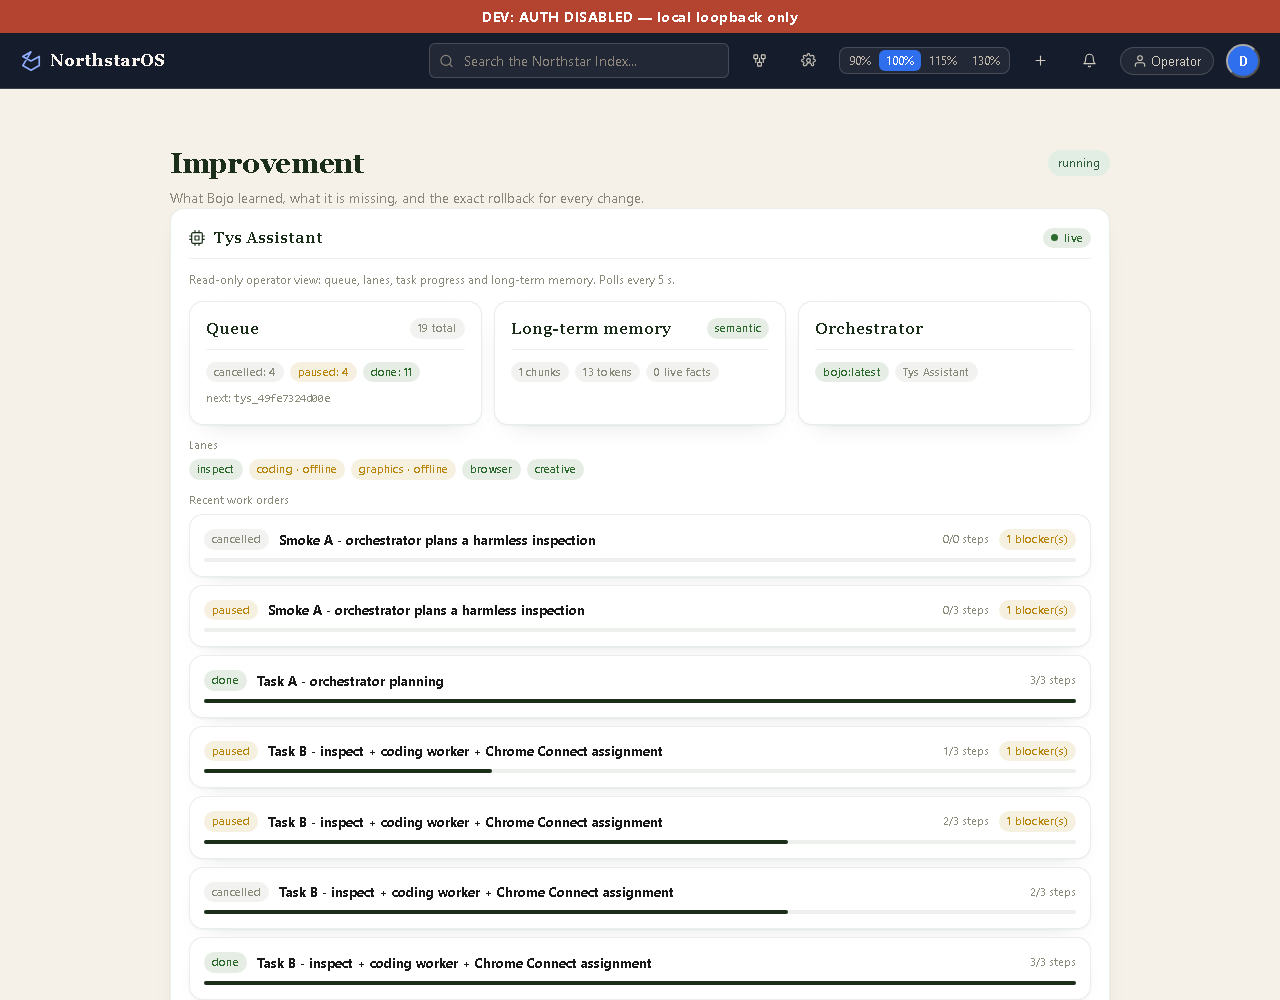 DEV: AUTH DISABLED — local loopback only
NorthstarOS
Search the Northstar Index...
90% 100% 115% 130%
Operator
D
Improvement
running
What Bojo learned, what it is missing, and the exact rollback for every change.
Tys Assistant
live
Read-only operator view: queue, lanes, task progress and long-term memory. Polls every 5 s.
Queue
19 total
cancelled: 4 paused: 4 done: 11
next: tys_49fe7324d00e
Long-term memory
semantic
1 chunks 13 tokens 0 live facts
Orchestrator
bojo:latest Tys Assistant
Lanes
inspect coding · offline graphics · offline browser creative
Recent work orders
cancelled Smoke A - orchestrator plans a harmless inspection 0/0 steps 1 blocker(s)
paused Smoke A - orchestrator plans a harmless inspection 0/3 steps 1 blocker(s)
done Task A - orchestrator planning 3/3 steps
paused Task B - inspect + coding worker + Chrome Connect assignment 1/3 steps 1 blocker(s)
paused Task B - inspect + coding worker + Chrome Connect assignment 2/3 steps 1 blocker(s)
cancelled Task B - inspect + coding worker + Chrome Connect assignment 2/3 steps
done Task B - inspect + coding worker + Chrome Connect assignment 3/3 steps